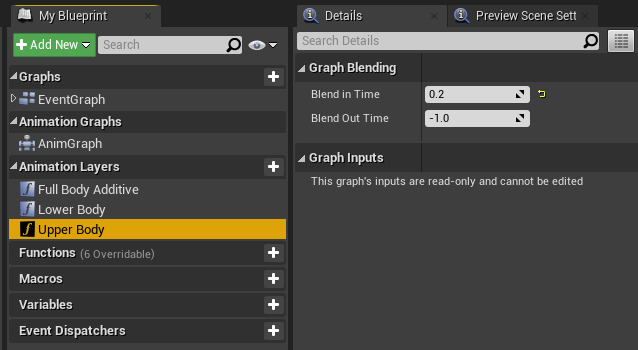 My Blueprint
Add New
Search
Graphs
EventGraph
Animation Graphs
AnimGraph
Animation Layers
Full Body Additive
Lower Body
Upper Body
Functions (6 Overridable)
Macros
Variables
Event Dispatchers
Details
Preview Scene Sett
Search Details
Graph Blending
Blend in Time 0.2
Blend Out Time -1.0
Graph Inputs
This graph's inputs are read-only and cannot be edited